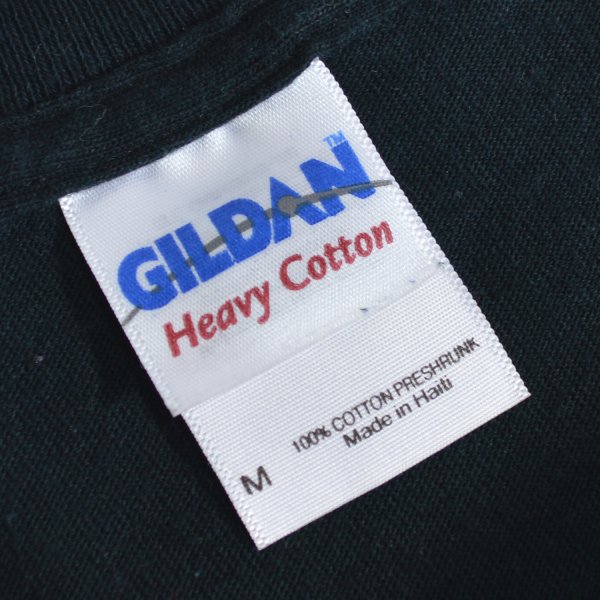 GILDAN™
Heavy Cotton
M
100% COTTON PRESHRUNK
Made in Haiti